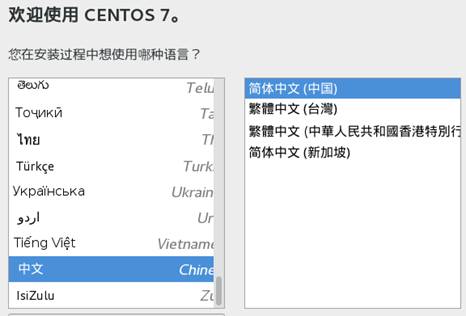 欢迎使用 CENTOS 7。
您在安装过程中想使用哪种语言？
తెలుగు Telu
Тоҷикӣ Ta
ไทย Th
Türkçe Turk
Українська Ukrain
اردو Ur
Tiếng Việt Vietname
中文 Chine
IsiZulu Zu
简体中文 (中国)
繁體中文 (台灣)
繁體中文 (中華人民共和國香港特別行
简体中文 (新加坡)